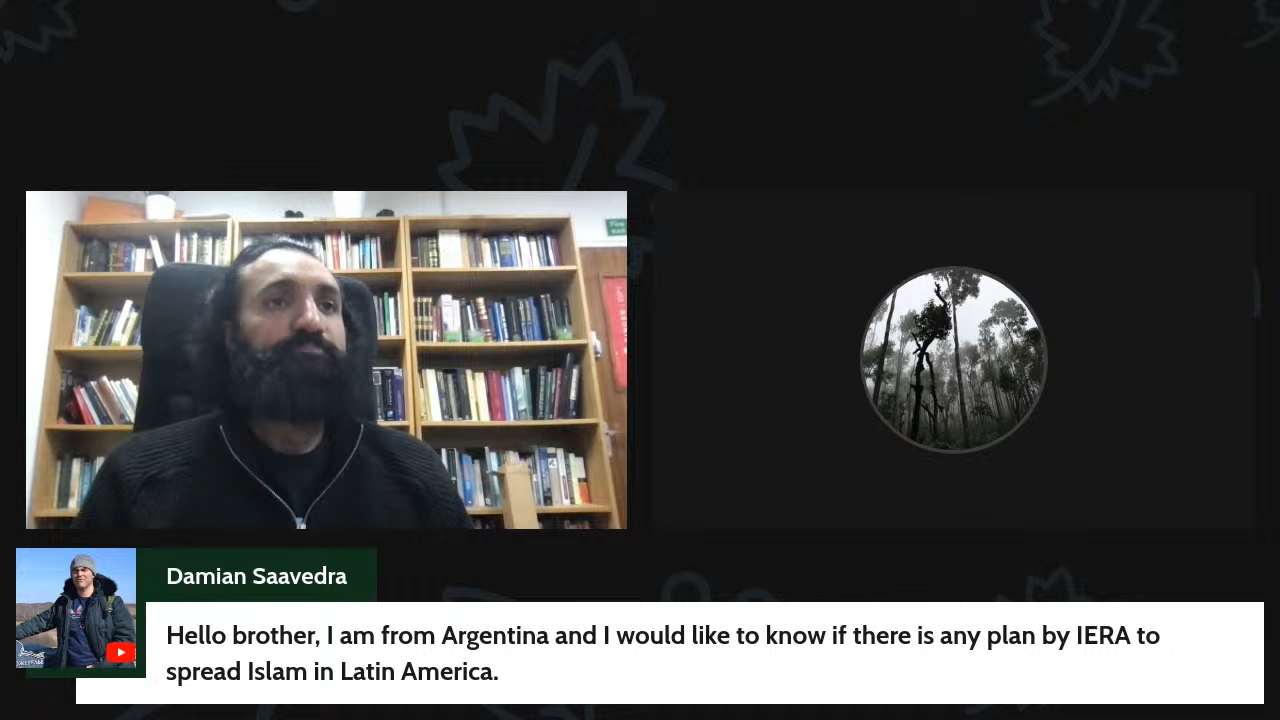 Damian Saavedra
Hello brother, I am from Argentina and I would like to know if there is any plan by IERA to
spread Islam in Latin America.